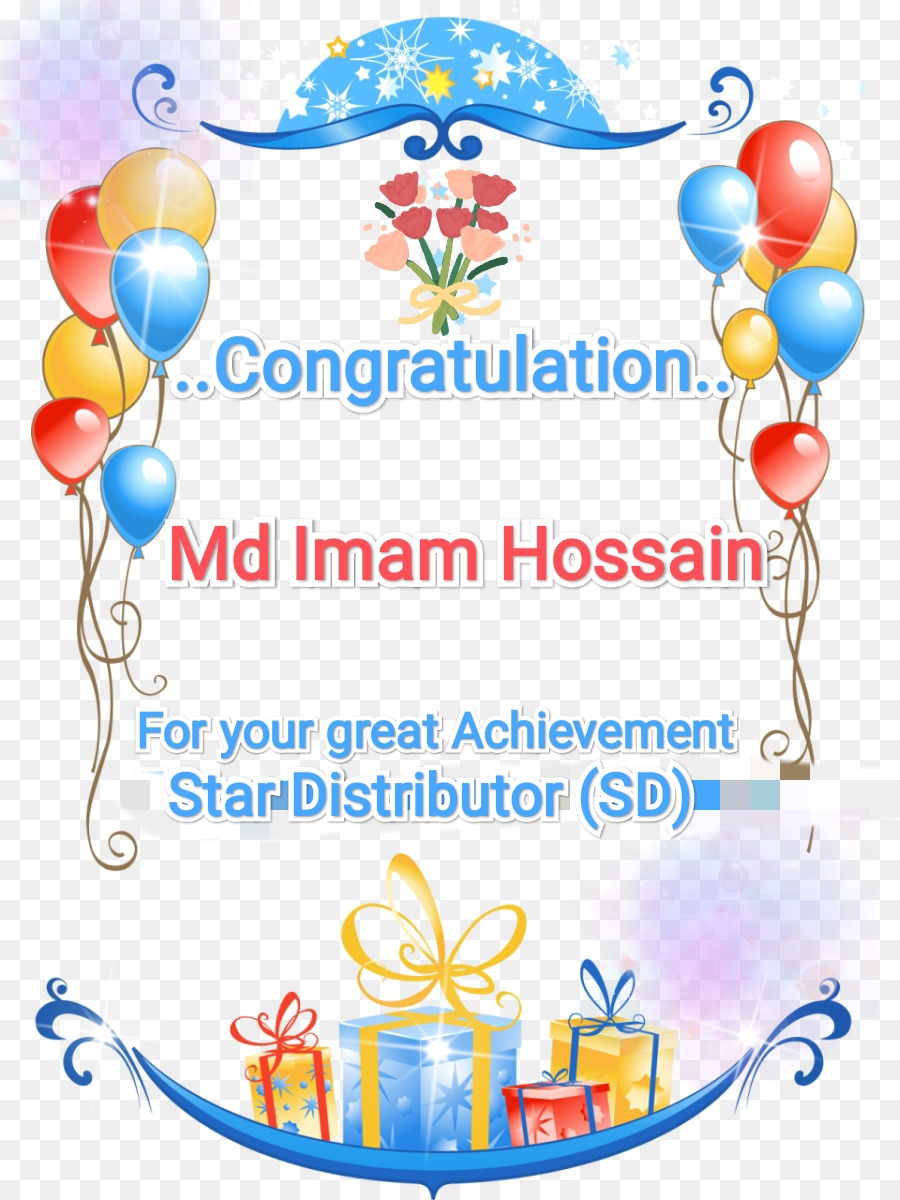 ..Congratulation..
Md Imam Hossain
For your great Achievement
Star Distributor (SD)